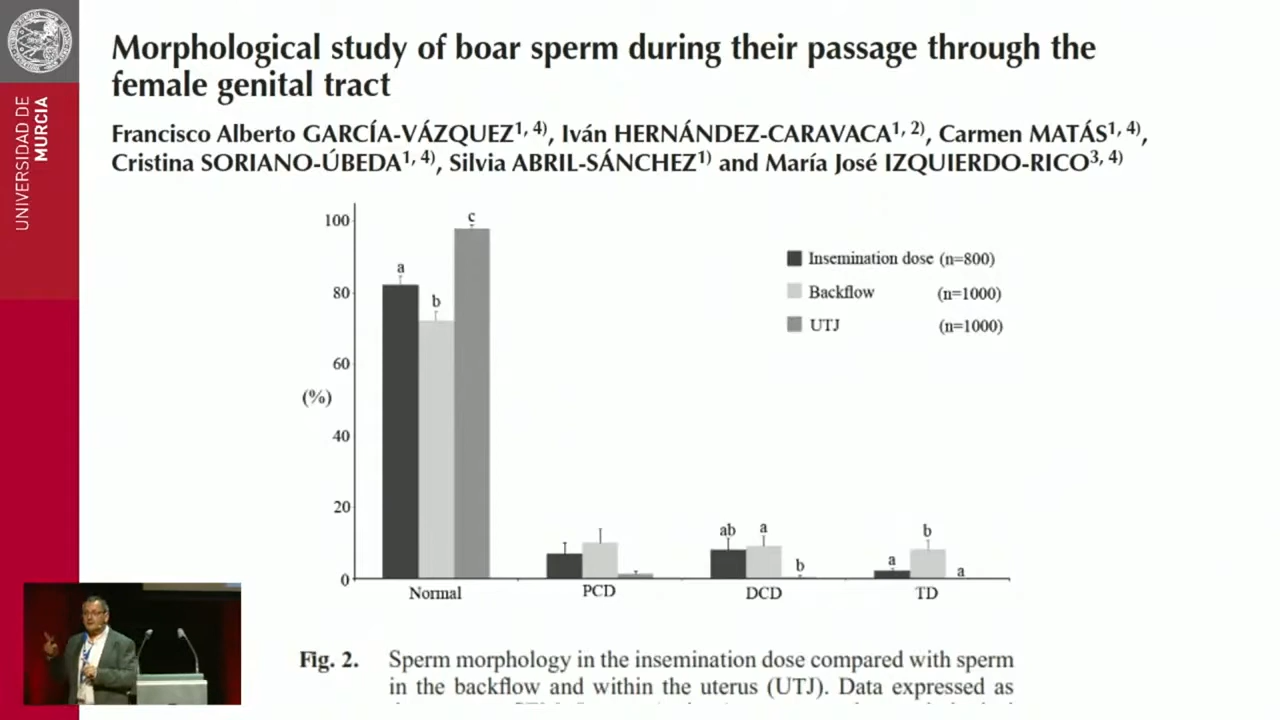 UNIVERSIDAD DE
MURCIA
Morphological study of boar sperm during their passage through the
female genital tract
Francisco Alberto GARCÍA-VÁZQUEZ1, 4), Iván HERNÁNDEZ-CARAVACA1, 2), Carmen MATÁS1, 4),
Cristina SORIANO-ÚBEDA1, 4), Silvia ABRIL-SÁNCHEZ1) and María José IZQUIERDO-RICO3, 4)
100
80
60
(%)
40
20
0
a
b
c
ab
a
b
a
b
a
Normal
PCD
DCD
TD
Insemination dose (n=800)
Backflow (n=1000)
UTJ (n=1000)
Fig. 2. Sperm morphology in the insemination dose compared with sperm
in the backflow and within the uterus (UTJ). Data expressed as